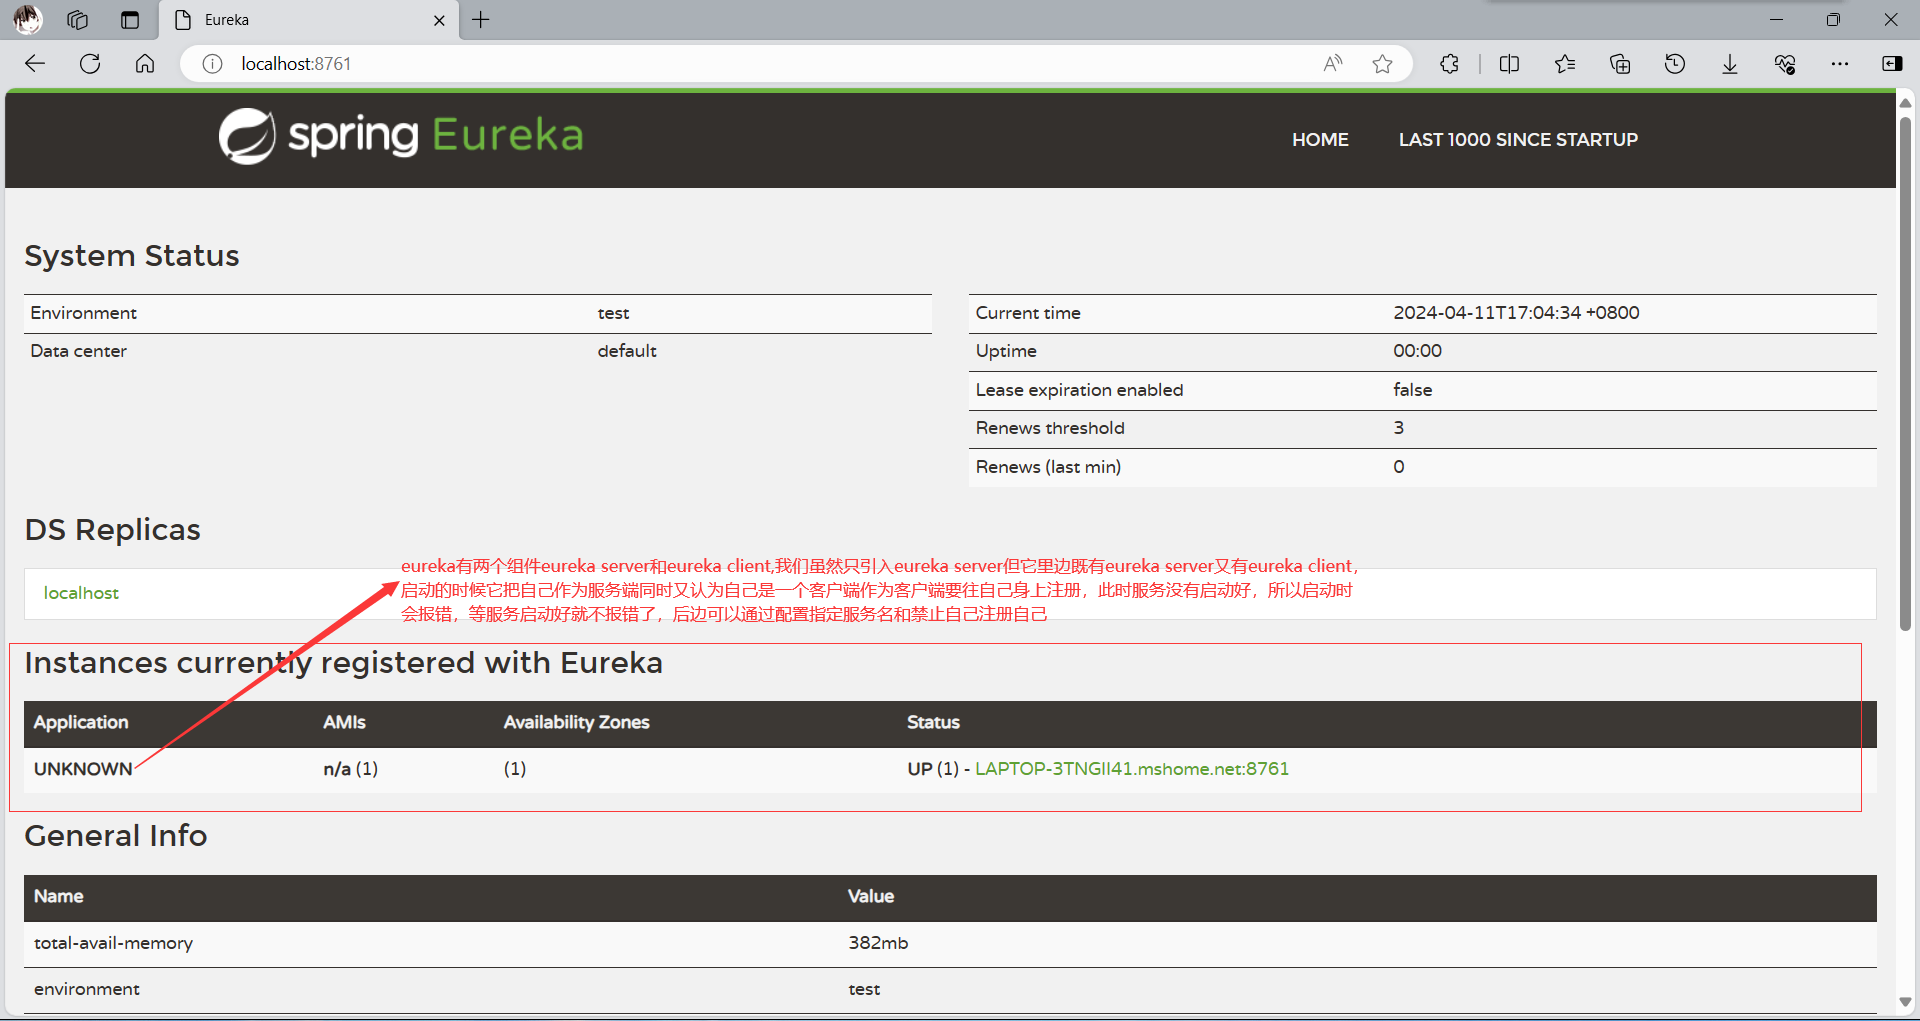 Eureka
localhost:8761
spring Eureka
HOME
LAST 1000 SINCE STARTUP
System Status
Environment test
Data center default
Current time 2024-04-11T17:04:34 +0800
Uptime 00:00
Lease expiration enabled false
Renews threshold 3
Renews (last min) 0
DS Replicas
localhost
eureka有两个组件eureka server和eureka client,我们虽然只引入eureka server但它里边既有eureka server又有eureka client，
启动的时候它把自己作为服务端同时又认为自己是一个客户端作为客户端要往自己身上注册，此时服务没有启动好，所以启动时
会报错，等服务启动好就不报错了，后边可以通过配置指定服务名和禁止自己注册自己
Instances currently registered with Eureka
Application AMIs Availability Zones Status
UNKNOWN n/a (1) (1) UP (1) - LAPTOP-3TNGII41.mshome.net:8761
General Info
Name Value
total-avail-memory 382mb
environment test